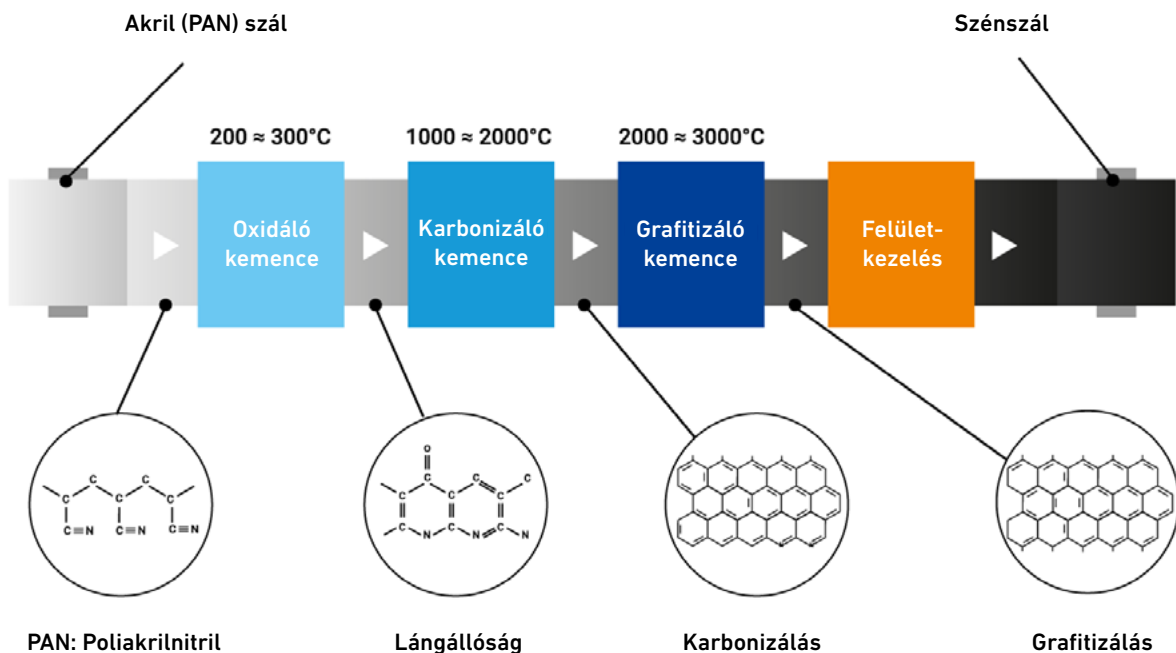 Akril (PAN) szál
Szénszál
200 ≈ 300°C
1000 ≈ 2000°C
2000 ≈ 3000°C
Oxidáló
kemence
Karbonizáló
kemence
Grafitizáló
kemence
Felület-
kezelés
C C
C C C
C≡N C≡N C≡N
O
C C C
C C C C
N N N
PAN: Poliakrilnitril
Lángállóság
Karbonizálás
Grafitizálás